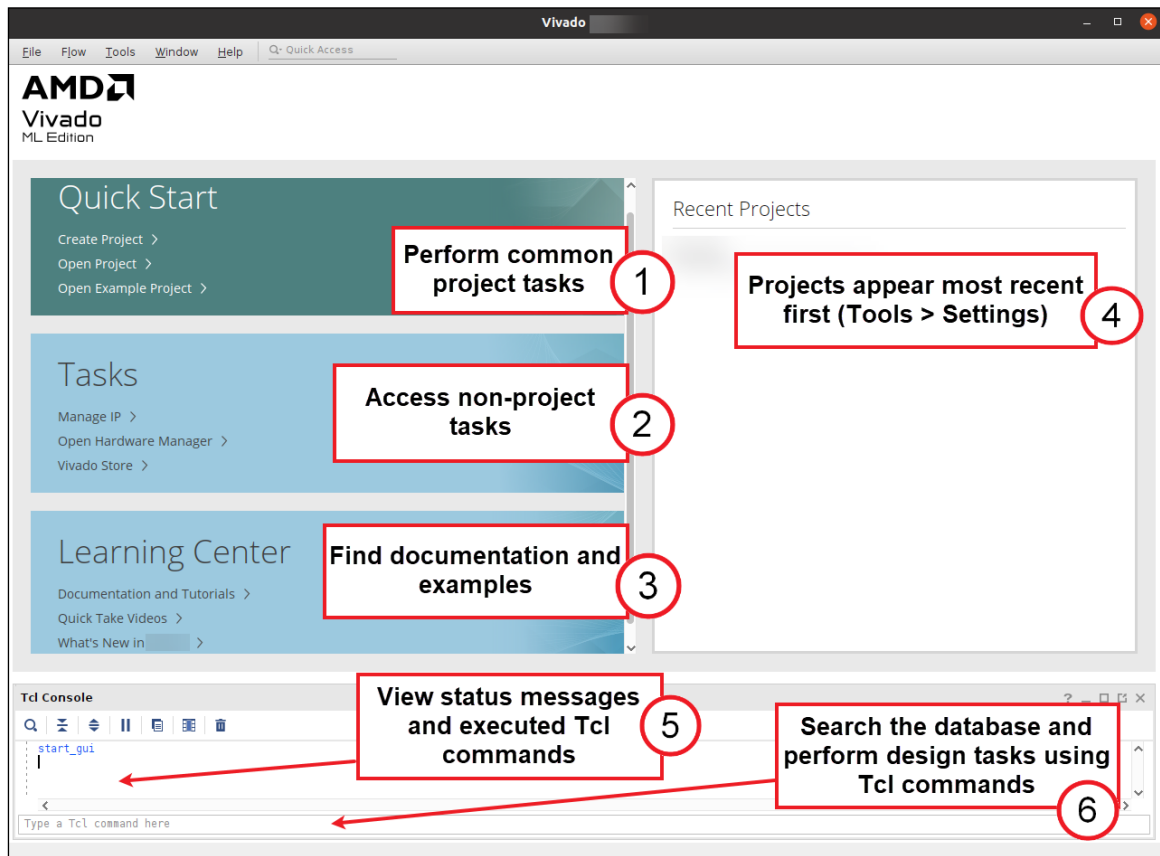 Vivado
File Flow Tools Window Help Quick Access
AMD
Vivado
ML Edition
Quick Start
Create Project >
Open Project >
Open Example Project >
Perform common
project tasks
1
Tasks
Manage IP >
Open Hardware Manager >
Vivado Store >
Access non-project
tasks
2
Learning Center
Documentation and Tutorials >
Quick Take Videos >
What's New in >
Find documentation and
examples
3
Recent Projects
Projects appear most recent
first (Tools > Settings)
4
Tcl Console
start_gui
Type a Tcl command here
View status messages
and executed Tcl
commands
5
Search the database and
perform design tasks using
Tcl commands
6